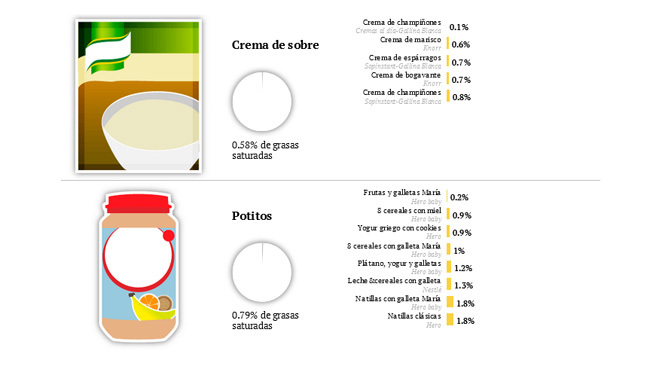 Crema de sobre
0.58% de grasas
saturadas
Crema de champiñones 0.1%
Cremas al día-Gallina Blanca
Crema de marisco 0.6%
Knorr
Crema de espárragos 0.7%
Sopinstant-Gallina Blanca
Crema de bogavante 0.7%
Knorr
Crema de champiñones 0.8%
Sopinstant-Gallina Blanca
Potitos
0.79% de grasas
saturadas
Frutas y galletas María 0.2%
Hero baby
8 cereales con miel 0.9%
Hero baby
Yogur griego con cookies 0.9%
Hero
8 cereales con galleta María 1%
Hero baby
Plátano, yogur y galletas 1.2%
Hero baby
Leche 8cereales con galleta 1.3%
Nestlé
Natillas con galleta María 1.8%
Hero baby
Natillas clásicas 1.8%
Hero